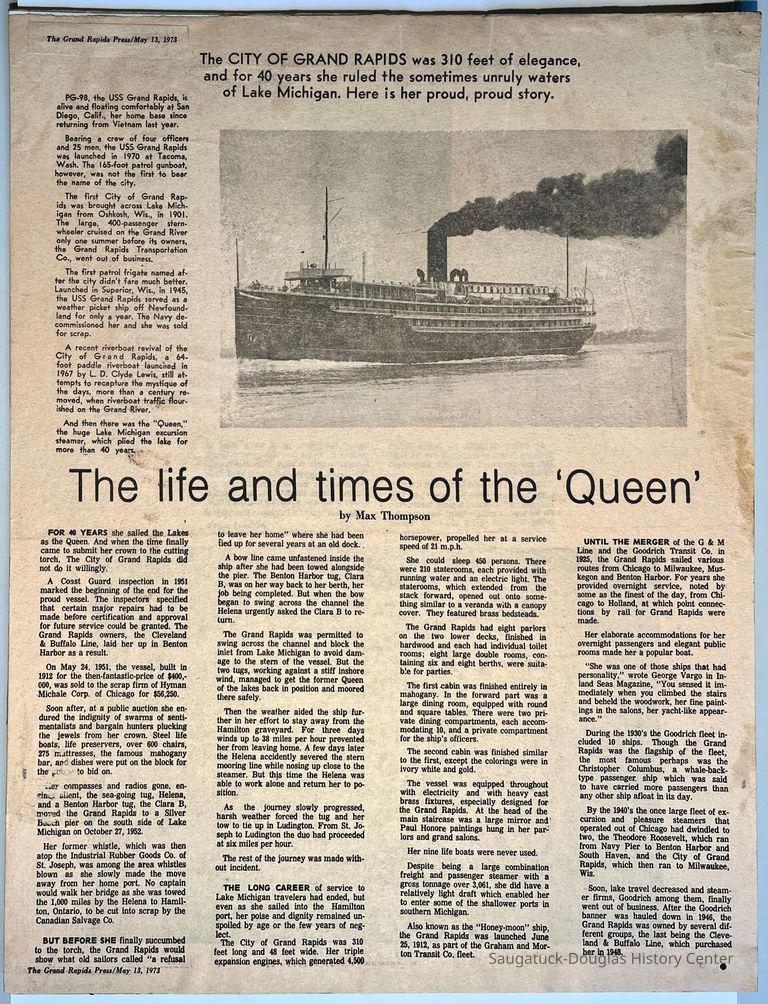 The Grand Rapids Press/May 13, 1973
The CITY OF GRAND RAPIDS was 310 feet of elegance,
and for 40 years she ruled the sometimes unruly waters
of Lake Michigan. Here is her proud, proud story.
PG-98, the USS Grand Rapids, is
alive and floating comfortably at San
Diego, Calif., her home base since
returning from Vietnam last year.
Bearing a crew of four officers
and 25 men, the USS Grand Rapids
was launched in 1970 at Tacoma,
Wash. The 165-foot patrol gunboat,
however, was not the first to bear
the name of the city.
The first City of Grand Rap-
ids was brought across Lake Mich-
igan from Oshkosh, Wis., in 1901.
The large, 400-passenger stern-
wheeler cruised on the Grand River
only one summer before its owners,
the Grand Rapids Transportation
Co., went out of business.
The first patrol frigate named af-
ter the city didn't fare much better.
Launched in Superior, Wis., in 1945,
the USS Grand Rapids served as a
weather picket ship off Newfound-
land for only a year. The Navy de-
commissioned her and she was sold
for scrap.
A recent riverboat revival of the
City of Grand Rapids, a 64-
foot paddle riverboat launched in
1967 by L. D. Clyde Lewis, still at-
tempts to recapture the mystique of
the days, more than a century re-
moved, when riverboat traffic flour-
ished on the Grand River.
And then there was the "Queen,"
the huge Lake Michigan excursion
steamer, which plied the lake for
more than 40 years.
The life and times of the 'Queen'
by Max Thompson
FOR 40 YEARS she sailed the Lakes
as the Queen. And when the time finally
came to submit her crown to the cutting
torch, The City of Grand Rapids did
not do it willingly.
A Coast Guard inspection in 1951
marked the beginning of the end for the
proud vessel. The inspectors specified
that certain major repairs had to be
made before certification and approval
for future service could be granted. The
Grand Rapids owners, the Cleveland
& Buffalo Line, laid her up in Benton
Harbor as a result.
On May 24, 1951, the vessel, built in
1912 for the then-fantastic-price of $400,-
000, was sold to the scrap firm of Hyman
Michale Corp. of Chicago for $56,250.
Soon after, at a public auction she en-
dured the indignity of swarms of senti-
mentalists and bargain hunters plucking
the jewels from her crown. Steel life
boats, life preservers, over 600 chairs,
275 mattresses, the famous mahogany
bar, and dishes were put on the block for
the to bid on.
Her compasses and radios gone, en-
gines silent, the sea-going tug, Helena,
and a Benton Harbor tug, the Clara B,
moved the Grand Rapids to a Silver
Beach pier on the south side of Lake
Michigan on October 27, 1952.
Her former whistle, which was then
atop the Industrial Rubber Goods Co. of
St. Joseph, was among the area whistles
blown as she slowly made the move
away from her home port. No captain
would walk her bridge as she was towed
the 1,000 miles by the Helena to Hamil-
ton, Ontario, to be cut into scrap by the
Canadian Salvage Co.
BUT BEFORE SHE finally succumbed
to the torch, the Grand Rapids would
show what old sailors called "a refusal
to leave her home" where she had been
tied up for several years at an old dock.
A bow line came unfastened inside the
ship after she had been towed alongside
the pier. The Benton Harbor tug, Clara
B, was on her way back to her berth, her
job being completed. But when the bow
began to swing across the channel the
Helena urgently asked the Clara B to re-
turn.
The Grand Rapids was permitted to
swing across the channel and block the
inlet from Lake Michigan to avoid dam-
age to the stern of the vessel. But the
two tugs, working against a stiff inshore
wind, managed to get the former Queen
of the lakes back in position and moored
there safely.
Then the weather aided the ship fur-
ther in her effort to stay away from the
Hamilton graveyard. For three days
winds up to 38 miles per hour prevented
her from leaving home. A few days later
the Helena accidently severed the stern
mooring line while nosing up close to the
steamer. But this time the Helena was
able to work alone and return her to po-
sition.
As the journey slowly progressed,
harsh weather forced the tug and her
tow to tie up in Ludington. From St. Jo-
seph to Ludington the duo had proceeded
at six miles per hour.
The rest of the journey was made with-
out incident.
THE LONG CAREER of service to
Lake Michigan travelers had ended, but
even as she sailed into the Hamilton
port, her poise and dignity remained un-
spoiled by age or the few years of neg-
lect.
The City of Grand Rapids was 310
feet long and 48 feet wide. Her triple
expansion engines, which generated 4,500
horsepower, propelled her at a service
speed of 21 m.p.h.
She could sleep 450 persons. There
were 210 staterooms, each provided with
running water and an electric light. The
staterooms, which extended from the
stack forward, opened out onto some-
thing similar to a veranda with a canopy
cover. They featured brass bedsteads.
The Grand Rapids had eight parlors
on the two lower decks, finished in
hardwood and each had individual toilet
rooms; eight large double rooms, con-
taining six and eight berths, were suita-
b'e for parties.
The first cabin was finished entirely in
mahogany. In the forward part was a
large dining room, equipped with round
and square tables. There were two pri-
vate dining compartments, each accom-
modating 10, and a private compartment
for the ship's officers.
The second cabin was finished similar
to the first, except the colorings were in
ivory white and gold.
The vessel was equipped throughout
with electricity and with heavy cast
brass fixtures, especially designed for
the Grand Rapids. At the head of the
main staircase was a large mirror and
Paul Honore paintings hung in her par-
lors and grand salons.
Her nine life boats were never used.
Despite being a large combination
freight and passenger steamer with a
gross tonnage over 3,061, she did have a
relatively light draft which enabled her
to enter some of the shallower ports in
southern Michigan.
Also known as the "Honey-moon" ship,
the Grand Rapids was launched June
25, 1912, as part of the Graham and Mor-
ton Transit Co. fleet.
UNTIL THE MERGER of the G & M
Line and the Goodrich Transit Co. in
1925, the Grand Rapids sailed various
routes from Chicago to Milwaukee, Mus-
kegon and Benton Harbor. For years she
provided overnight service, noted by
some as the finest of the day, from Chi-
cago to Holland, at which point connec-
tions by rail for Grand Rapids were
made.
Her elaborate accommodations for her
overnight passengers and elegant public
rooms made her a popular boat.
"She was one of those ships that had
personality," wrote George Vargo in In-
land Seas Magazine, "You sensed it im-
mediately when you climbed the stairs
and beheld the woodwork, her fine paint-
ings in the salons, her yacht-like appear-
ance."
During the 1930's the Goodrich fleet in-
cluded 10 ships. Though the Grand
Rapids was the flagship of the fleet,
the most famous perhaps was the
Christopher Columbus, a whale-back-
type passenger ship which was said
to have carried more passengers than
any other ship afloat in its day.
By the 1940's the once large fleet of ex-
cursion and pleasure steamers that
operated out of Chicago had dwindled to
two, the Theodore Roosevelt, which ran
from Navy Pier to Benton Harbor and
South Haven, and the City of Grand
Rapids, which then ran to Milwaukee,
Wis.
Soon, lake travel decreased and steam-
er firms, Goodrich among them, finally
went out of business. After the Goodrich
banner was hauled down in 1946, the
Grand Rapids was owned by several dif-
ferent groups, the last being the Cleve-
land & Buffalo Line, which purchased
her in 1948.
The Grand Rapids Press/May 13, 1973
Saugatuck-Douglas History Center